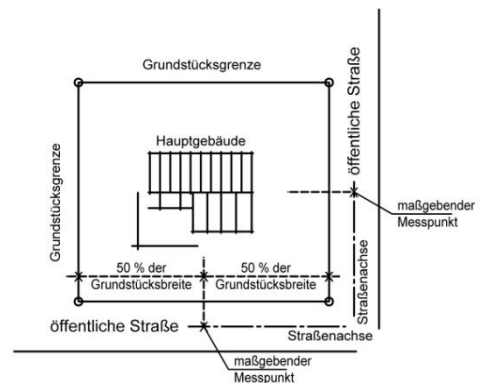 Grundstücksgrenze
öffentliche Straße
Hauptgebäude
Grundstücksgrenze
maßgebender
Messpunkt
50 % der
Grundstücksbreite
50 % der
Grundstücksbreite
Straßenachse
öffentliche Straße
Straßenachse
maßgebender
Messpunkt